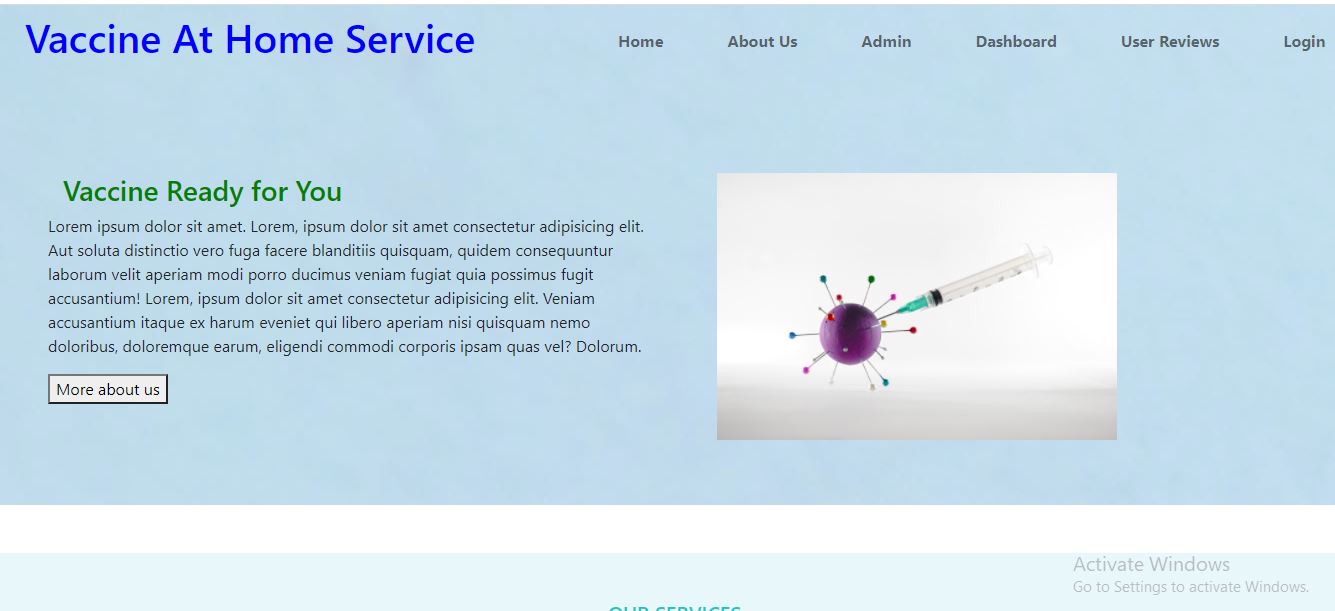 Vaccine At Home Service
Home About Us Admin Dashboard User Reviews Login
Vaccine Ready for You
Lorem ipsum dolor sit amet. Lorem, ipsum dolor sit amet consectetur adipisicing elit.
Aut soluta distinctio vero fuga facere blanditiis quisquam, quidem consequuntur
laborum velit aperiam modi porro ducimus veniam fugiat quia possimus fugit
accusantium! Lorem, ipsum dolor sit amet consectetur adipisicing elit. Veniam
accusantium itaque ex harum eveniet qui libero aperiam nisi quisquam nemo
doloribus, doloremque earum, eligendi commodi corporis ipsam quas vel? Dolorum.
More about us
Activate Windows
Go to Settings to activate Windows.
OUR SERVICES